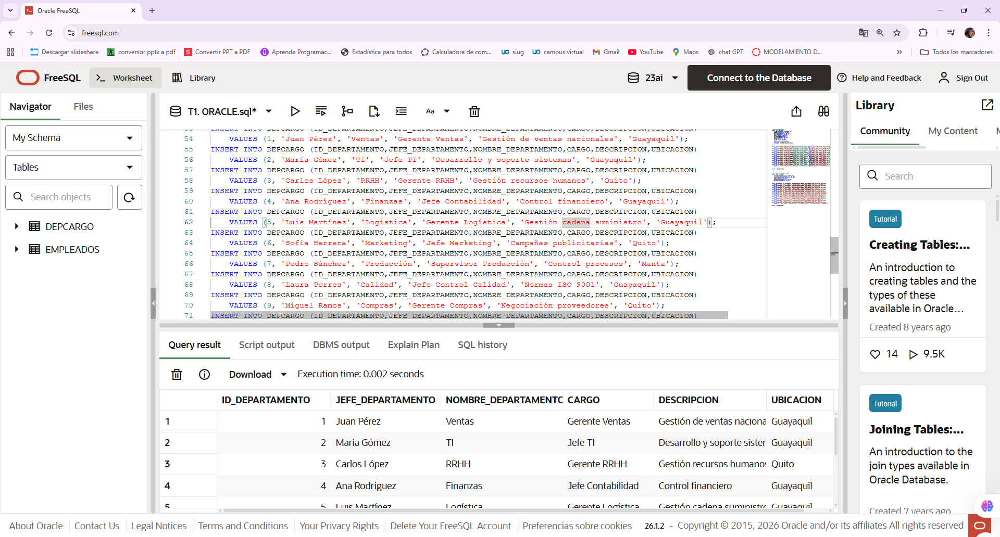 Oracle FreeSQL
freesql.com
Descargar slideshare
conversor pptx a pdf
Convertir PPT a PDF
Aprende Programac...
Estadística para todos
Calculadora de com...
siug
campus virtual
Gmail
YouTube
Maps
chat GPT
MODELAMIENTO D...
Todos los marcadores
FreeSQL
Worksheet
Library
23ai
Connect to the Database
Help and Feedback
Sign Out
Navigator
Files
My Schema
Tables
Search objects
DEPCARGO
EMPLEADOS
T1. ORACLE.sql*
Aa
INSERT INTO DEPCARGO (ID_DEPARTAMENTO,JEFE_DEPARTAMENTO,NOMBRE_DEPARTAMENTO,CARGO,DESCRIPCION,UBICACION)
54 VALUES (1, 'Juan Pérez', 'Ventas', 'Gerente Ventas', 'Gestión de ventas nacionales', 'Guayaquil');
55 INSERT INTO DEPCARGO (ID_DEPARTAMENTO,JEFE_DEPARTAMENTO,NOMBRE_DEPARTAMENTO,CARGO,DESCRIPCION,UBICACION)
56 VALUES (2, 'María Gómez', 'TI', 'Jefe TI', 'Desarrollo y soporte sistemas', 'Guayaquil');
57 INSERT INTO DEPCARGO (ID_DEPARTAMENTO,JEFE_DEPARTAMENTO,NOMBRE_DEPARTAMENTO,CARGO,DESCRIPCION,UBICACION)
58 VALUES (3, 'Carlos López', 'RRHH', 'Gerente RRHH', 'Gestión recursos humanos', 'Quito');
59 INSERT INTO DEPCARGO (ID_DEPARTAMENTO,JEFE_DEPARTAMENTO,NOMBRE_DEPARTAMENTO,CARGO,DESCRIPCION,UBICACION)
60 VALUES (4, 'Ana Rodríguez', 'Finanzas', 'Jefe Contabilidad', 'Control financiero', 'Guayaquil');
61 INSERT INTO DEPCARGO (ID_DEPARTAMENTO,JEFE_DEPARTAMENTO,NOMBRE_DEPARTAMENTO,CARGO,DESCRIPCION,UBICACION)
62 VALUES (5, 'Luis Martínez', 'Logística', 'Gerente Logística', 'Gestión cadena suministro', 'Guayaquil');
63 INSERT INTO DEPCARGO (ID_DEPARTAMENTO,JEFE_DEPARTAMENTO,NOMBRE_DEPARTAMENTO,CARGO,DESCRIPCION,UBICACION)
64 VALUES (6, 'Sofia Herrera', 'Marketing', 'Jefe Marketing', 'Campañas publicitarias', 'Quito');
65 INSERT INTO DEPCARGO (ID_DEPARTAMENTO,JEFE_DEPARTAMENTO,NOMBRE_DEPARTAMENTO,CARGO,DESCRIPCION,UBICACION)
66 VALUES (7, 'Pedro Sánchez', 'Producción', 'Supervisor Producción', 'Control procesos', 'Manta');
67 INSERT INTO DEPCARGO (ID_DEPARTAMENTO,JEFE_DEPARTAMENTO,NOMBRE_DEPARTAMENTO,CARGO,DESCRIPCION,UBICACION)
68 VALUES (8, 'Laura Torres', 'Calidad', 'Jefe Control Calidad', 'Normas ISO 9001', 'Guayaquil');
69 INSERT INTO DEPCARGO (ID_DEPARTAMENTO,JEFE_DEPARTAMENTO,NOMBRE_DEPARTAMENTO,CARGO,DESCRIPCION,UBICACION)
70 VALUES (9, 'Miguel Ramos', 'Compras', 'Gerente Compras', 'Negociación proveedores', 'Quito');
71 INSERT INTO DEPCARGO (ID_DEPARTAMENTO,JEFE_DEPARTAMENTO,NOMBRE_DEPARTAMENTO,CARGO,DESCRIPCION,UBICACION)
Query result
Script output
DBMS output
Explain Plan
SQL history
Download
Execution time: 0.002 seconds
ID_DEPARTAMENTO JEFE_DEPARTAMENTO NOMBRE_DEPARTAMENTO CARGO DESCRIPCION UBICACION
1 1 Juan Pérez Ventas Gerente Ventas Gestión de ventas naciona Guayaquil
2 2 María Gómez TI Jefe TI Desarrollo y soporte sister Guayaquil
3 3 Carlos López RRHH Gerente RRHH Gestión recursos humanos Quito
4 4 Ana Rodríguez Finanzas Jefe Contabilidad Control financiero Guayaquil
5 5 Luis Martínez Logística Gerente Logística Gestión cadena suministro Guayaquil
Library
Community
My Content
Search
Tutorial
Creating Tables:...
An introduction to
creating tables and the
types of these
available in Oracle...
Created 8 years ago
14
9.5K
Tutorial
Joining Tables:...
An introduction to the
join types available in
Oracle Database.
Created 7 years ago
About Oracle
Contact Us
Legal Notices
Terms and Conditions
Your Privacy Rights
Delete Your FreeSQL Account
Preferencias sobre cookies
26.1.2 - Copyright © 2015, 2026 Oracle and/or its affiliates All rights reserved